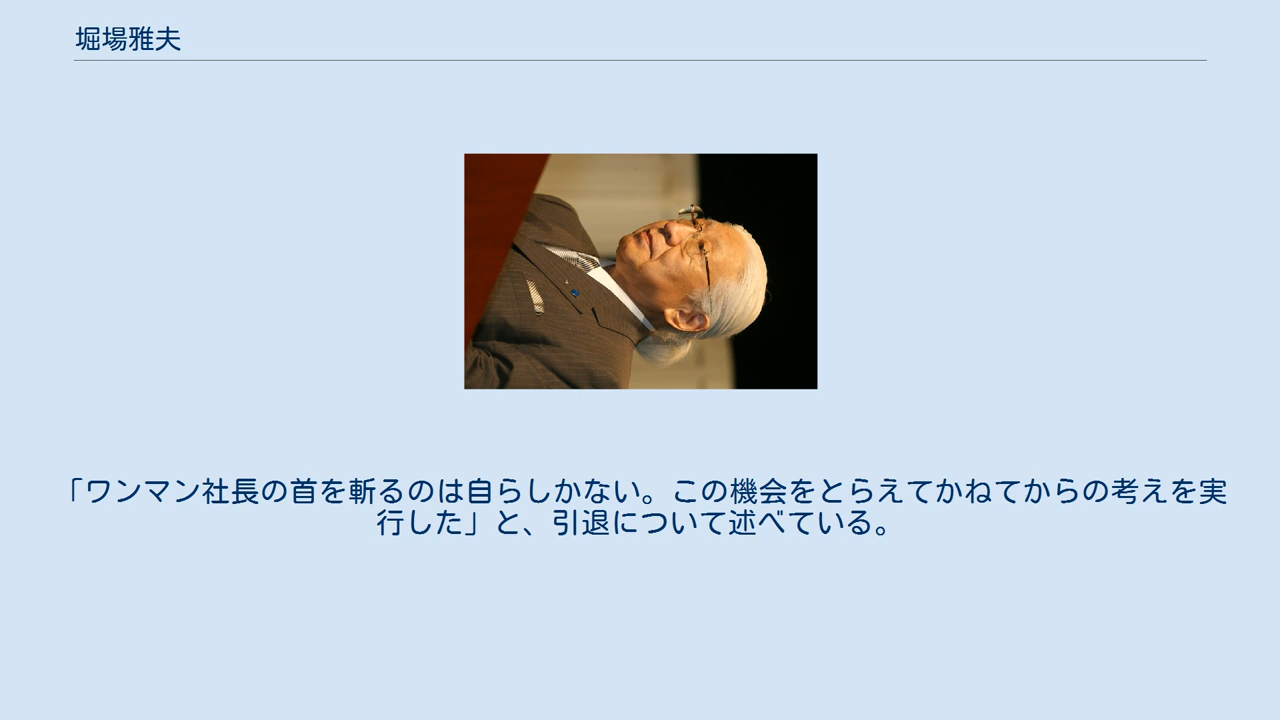 堀場雅夫
「ワンマン社長の首を斬るのは自らしかない。この機会をとらえてかねてからの考えを実
行した」と、引退について述べている。